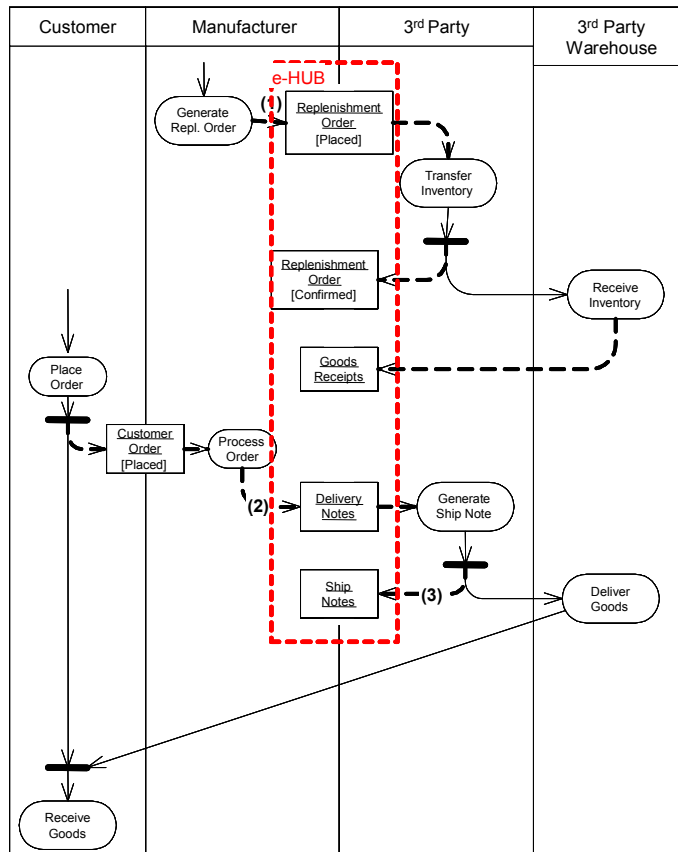 Customer
Manufacturer
3rd Party
3rd Party
Warehouse
e-HUB
(1)
Generate
Repl. Order
Replenishment
Order
[Placed]
Transfer
Inventory
Replenishment
Order
[Confirmed]
Receive
Inventory
Goods
Receipts
Place
Order
Customer
Order
[Placed]
Process
Order
(2)
Delivery
Notes
Generate
Ship Note
Ship
Notes
(3)
Deliver
Goods
Receive
Goods